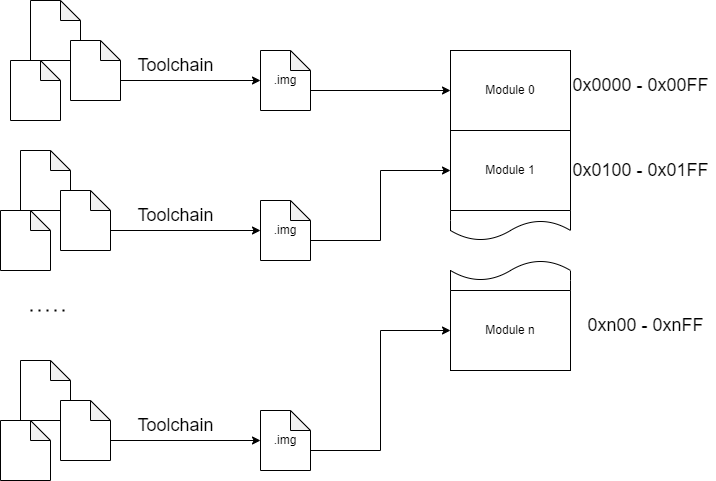 Toolchain
.img
Module 0
0x0000 - 0x00FF
Toolchain
.img
Module 1
0x0100 - 0x01FF
.....
Toolchain
.img
Module n
0xn00 - 0xnFF